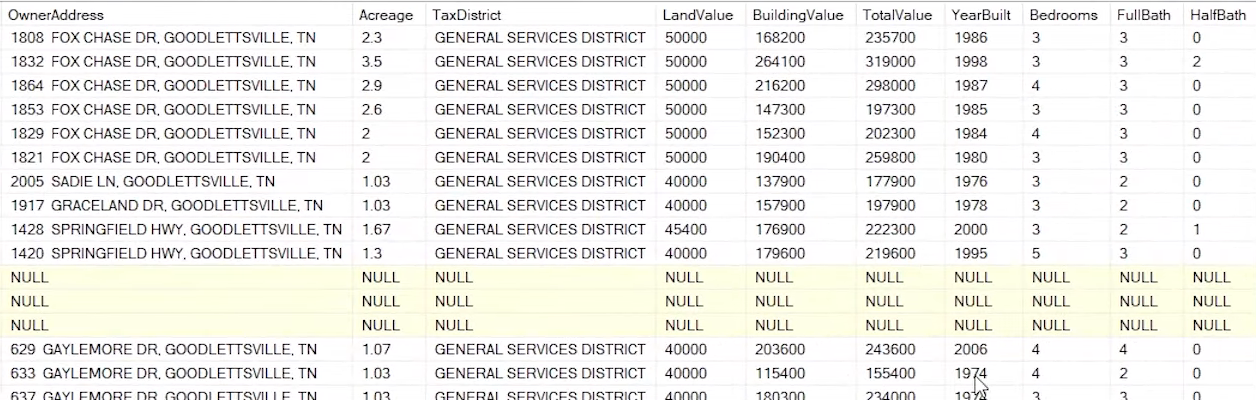 OwnerAddress Acreage TaxDistrict LandValue BuildingValue TotalValue YearBuilt Bedrooms FullBath HalfBath
1808 FOX CHASE DR, GOODLETTSVILLE, TN 2.3 GENERAL SERVICES DISTRICT 50000 168200 235700 1986 3 3 0
1832 FOX CHASE DR, GOODLETTSVILLE, TN 3.5 GENERAL SERVICES DISTRICT 50000 264100 319000 1998 3 3 2
1864 FOX CHASE DR, GOODLETTSVILLE, TN 2.9 GENERAL SERVICES DISTRICT 50000 216200 298000 1987 4 3 0
1853 FOX CHASE DR, GOODLETTSVILLE, TN 2.6 GENERAL SERVICES DISTRICT 50000 147300 197300 1985 3 3 0
1829 FOX CHASE DR, GOODLETTSVILLE, TN 2 GENERAL SERVICES DISTRICT 50000 152300 202300 1984 4 3 0
1821 FOX CHASE DR, GOODLETTSVILLE, TN 2 GENERAL SERVICES DISTRICT 50000 190400 259800 1980 3 3 0
2005 SADIE LN, GOODLETTSVILLE, TN 1.03 GENERAL SERVICES DISTRICT 40000 137900 177900 1976 3 2 0
1917 GRACELAND DR, GOODLETTSVILLE, TN 1.03 GENERAL SERVICES DISTRICT 40000 157900 197900 1978 3 2 0
1428 SPRINGFIELD HWY, GOODLETTSVILLE, TN 1.67 GENERAL SERVICES DISTRICT 45400 176900 222300 2000 3 2 1
1420 SPRINGFIELD HWY, GOODLETTSVILLE, TN 1.3 GENERAL SERVICES DISTRICT 40000 179600 219600 1995 5 3 0
NULL NULL NULL NULL NULL NULL NULL NULL NULL NULL
NULL NULL NULL NULL NULL NULL NULL NULL NULL NULL
NULL NULL NULL NULL NULL NULL NULL NULL NULL NULL
629 GAYLEMORE DR, GOODLETTSVILLE, TN 1.07 GENERAL SERVICES DISTRICT 40000 203600 243600 2006 4 4 0
633 GAYLEMORE DR, GOODLETTSVILLE, TN 1.03 GENERAL SERVICES DISTRICT 40000 115400 155400 1974 4 2 0
637 GAYLEMORE DR, GOODLETTSVILLE, TN 1.03 GENERAL SERVICES DISTRICT 40000 180300 234000 3 3 0